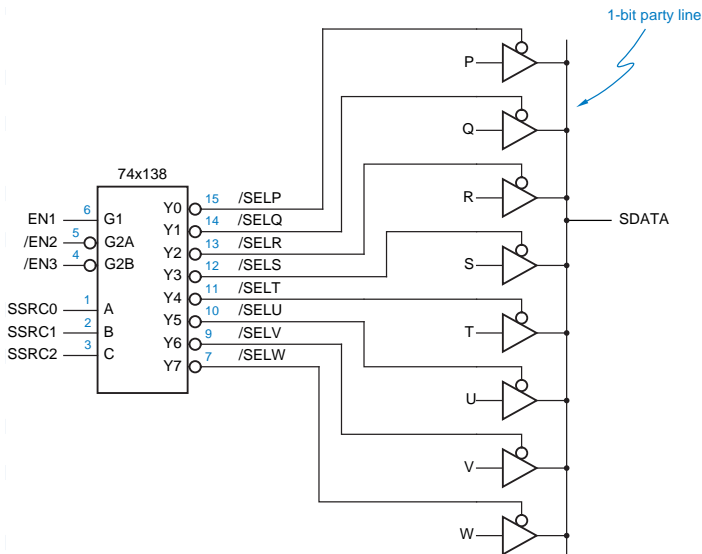 1-bit party line
P
Q
74x138
R
15 /SELP
6 Y0
EN1 G1 14 /SELQ
5 Y1
/EN2 G2A 13 /SELR
4 Y2 SDATA
/EN3 G2B 12 /SELS
Y3 S
11 /SELT
1 Y4
SSRC0 A 10 /SELU
2 Y5
SSRC1 B 9 /SELV T
3 Y6
SSRC2 C 7 /SELW
Y7
U
V
W